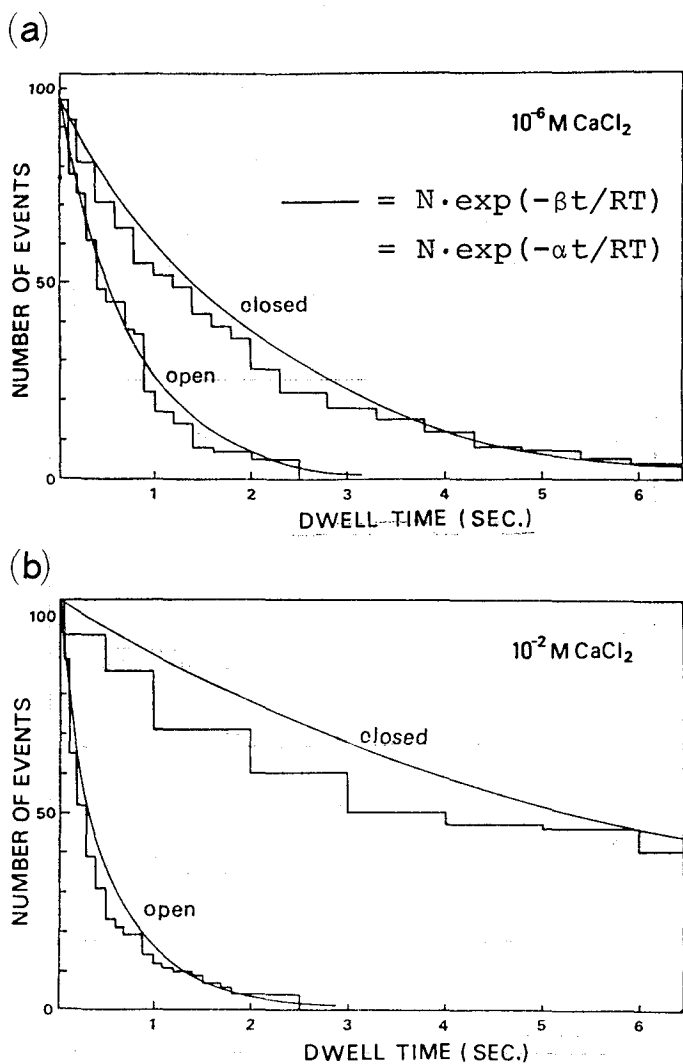 (a)
100
50
0
NUMBER OF EVENTS
10⁻⁶ M CaCl₂
= N·exp(-βt/RT)
= N·exp(-αt/RT)
closed
open
1 2 3 4 5 6
DWELL TIME (SEC.)
(b)
100
50
0
NUMBER OF EVENTS
10⁻² M CaCl₂
closed
open
1 2 3 4 5 6
DWELL TIME (SEC.)